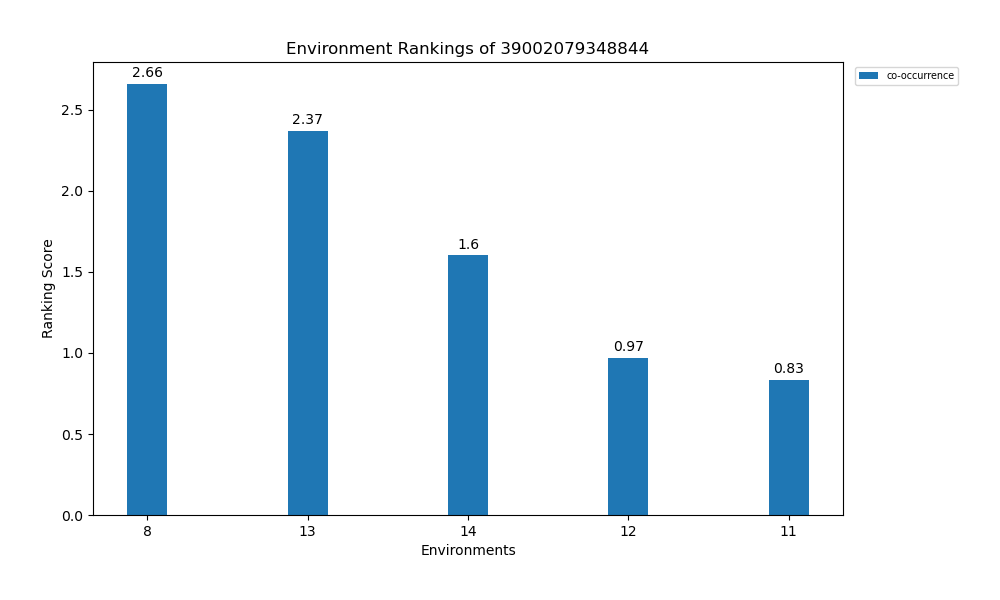 Environment Rankings of 39002079348844
co-occurrence
Ranking Score
2.5
2.0
1.5
1.0
0.5
0.0
2.66
2.37
1.6
0.97
0.83
8 13 14 12 11
Environments